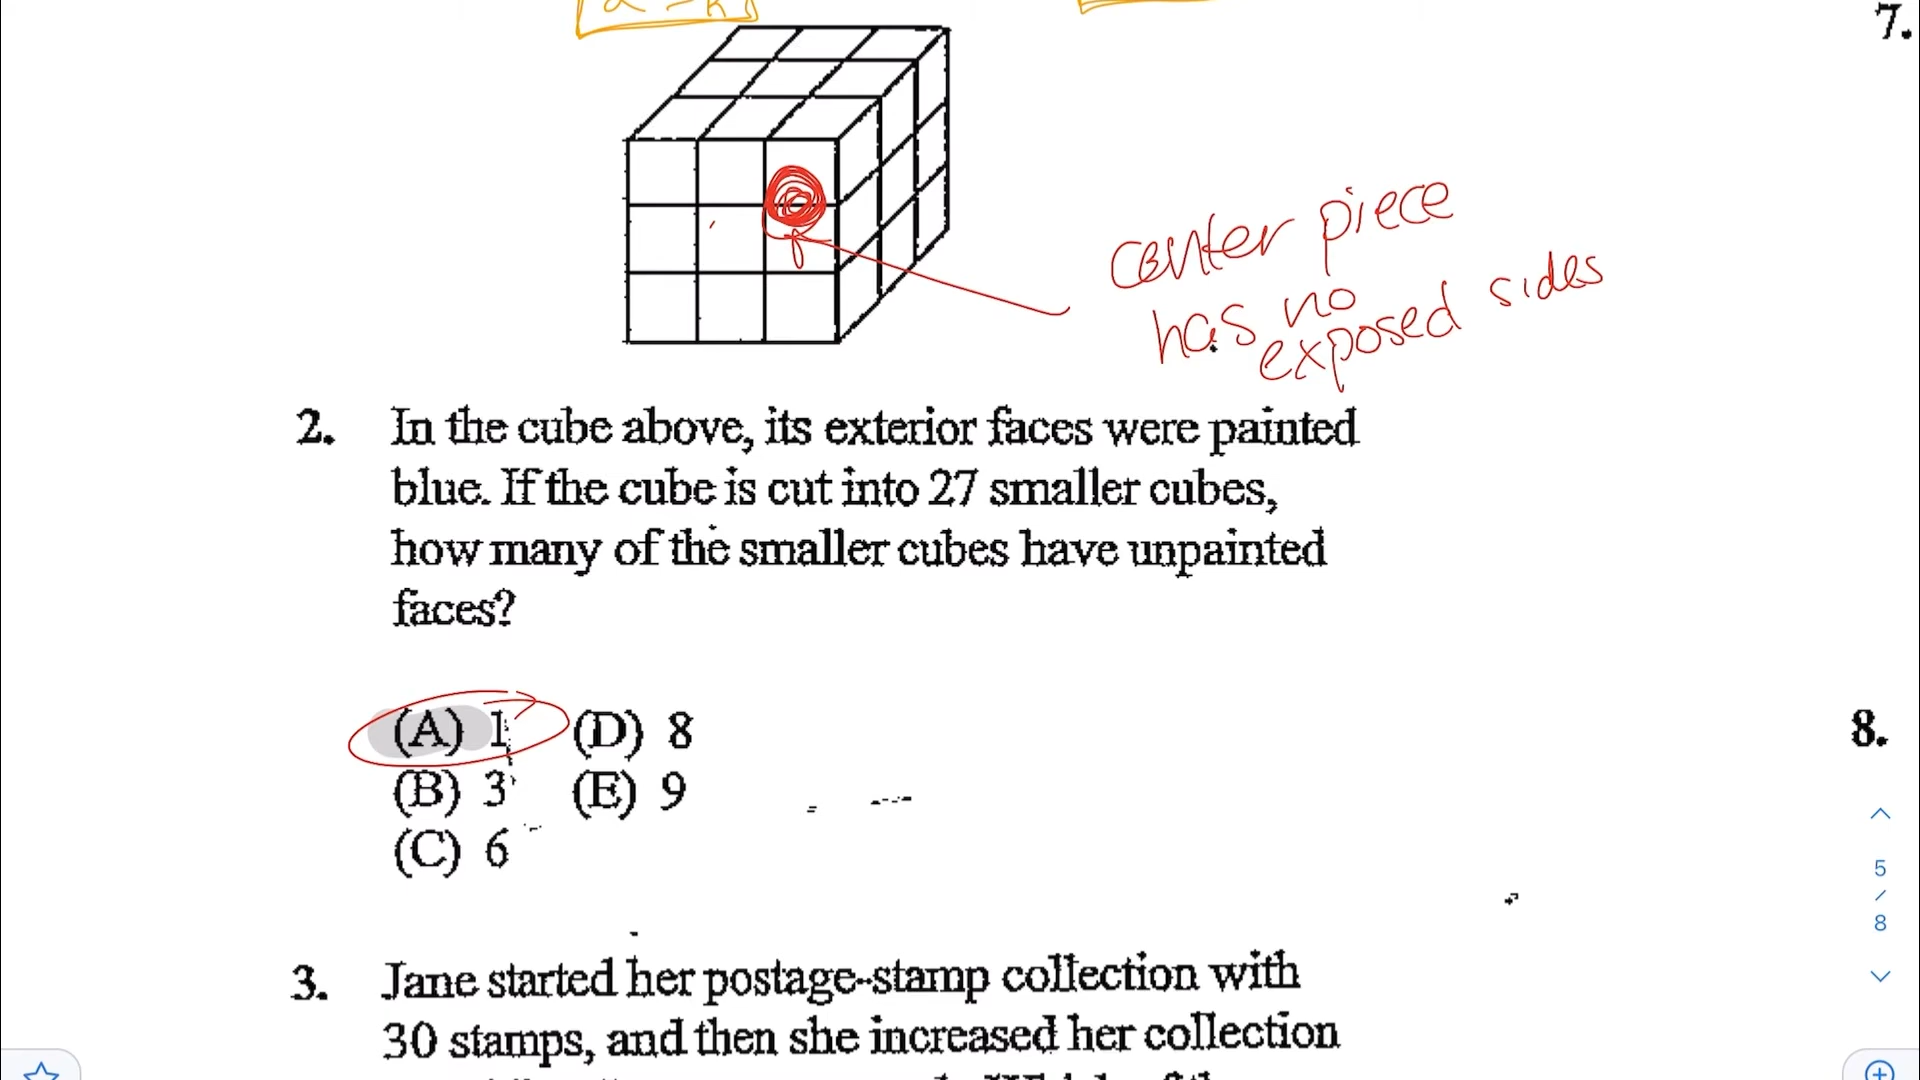 7.
center piece
has no
exposed sides
2. In the cube above, its exterior faces were painted
blue. If the cube is cut into 27 smaller cubes,
how many of the smaller cubes have unpainted
faces?
(A) 1 (D) 8
(B) 3 (E) 9
(C) 6
8.
5
/
8
3. Jane started her postage-stamp collection with
30 stamps, and then she increased her collection